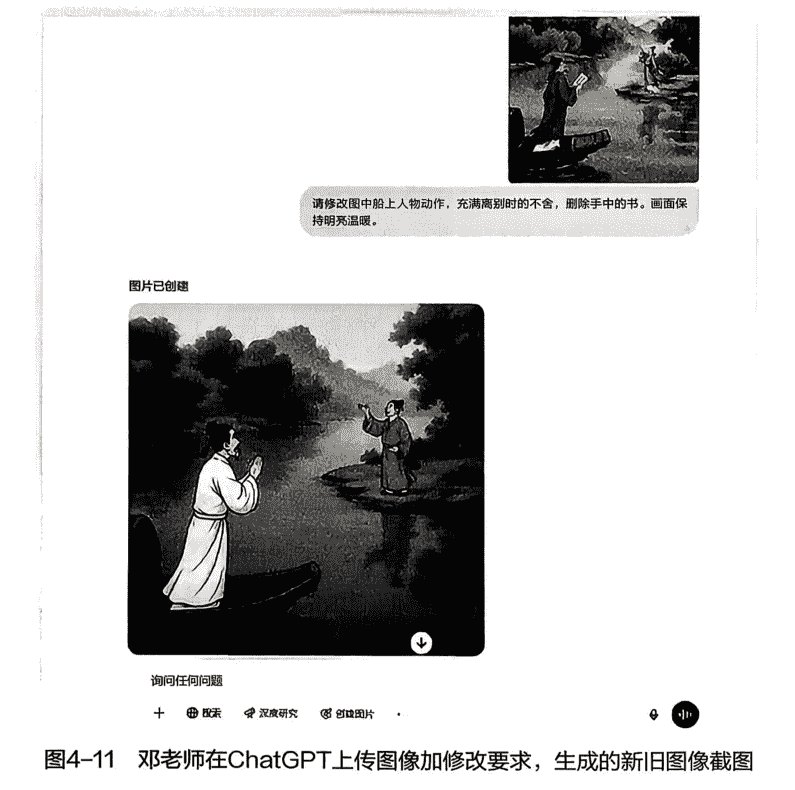 请修改图中船上人物动作，充满离别时的不舍，删除手中的书。画面保
持明亮温暖。
图片已创建
询问任何问题
搜索 深度研究 创建图片
图4-11 邓老师在ChatGPT上传图像加修改要求，生成的新旧图像截图